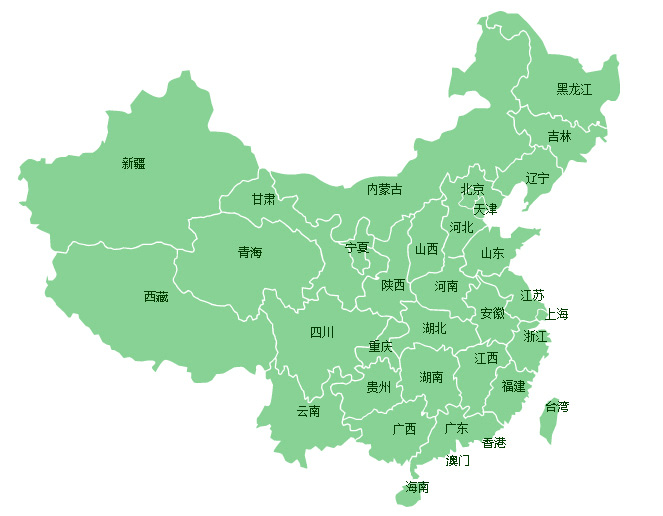 黑龙江
吉林
新疆
辽宁
内蒙古
北京
甘肃
天津
河北
宁夏
山西
青海
山东
陕西
河南
西藏
江苏
安徽
上海
四川
湖北
浙江
重庆
江西
湖南
贵州
福建
云南
台湾
广西
广东
香港
澳门
海南